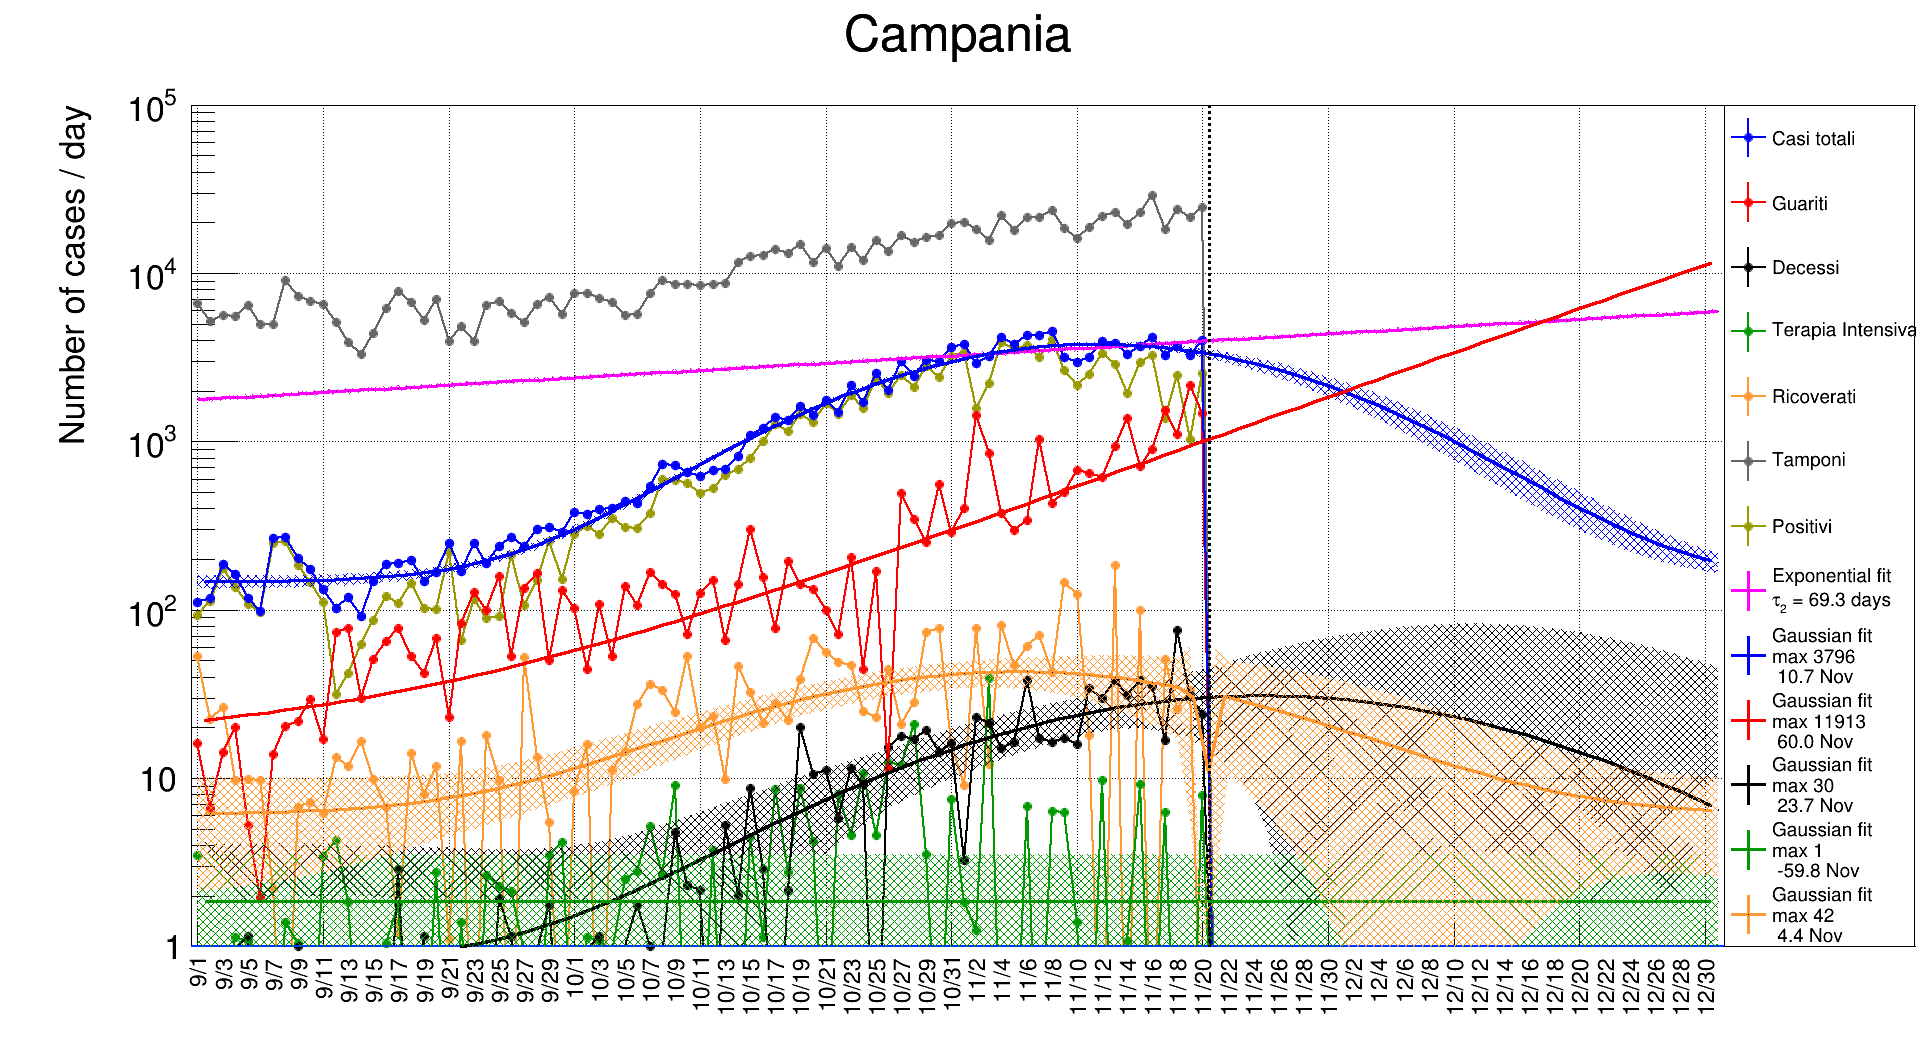 Campania
Number of cases / day
10^5
10^4
10^3
10^2
10
1
9/1 9/3 9/5 9/7 9/9 9/11 9/13 9/15 9/17 9/19 9/21 9/23 9/25 9/27 9/29 10/1 10/3 10/5 10/7 10/9 10/11 10/13 10/15 10/17 10/19 10/21 10/23 10/25 10/27 10/29 10/31 11/2 11/4 11/6 11/8 11/10 11/12 11/14 11/16 11/18 11/20 11/22 11/24 11/26 11/28 11/30 12/2 12/4 12/6 12/8 12/10 12/12 12/14 12/16 12/18 12/20 12/22 12/24 12/26 12/28 12/30
Casi totali
Guariti
Decessi
Terapia Intensiva
Ricoverati
Tamponi
Positivi
Exponential fit
τ2 = 69.3 days
Gaussian fit
max 3796
10.7 Nov
Gaussian fit
max 11913
60.0 Nov
Gaussian fit
max 30
23.7 Nov
Gaussian fit
max 1
-59.8 Nov
Gaussian fit
max 42
4.4 Nov